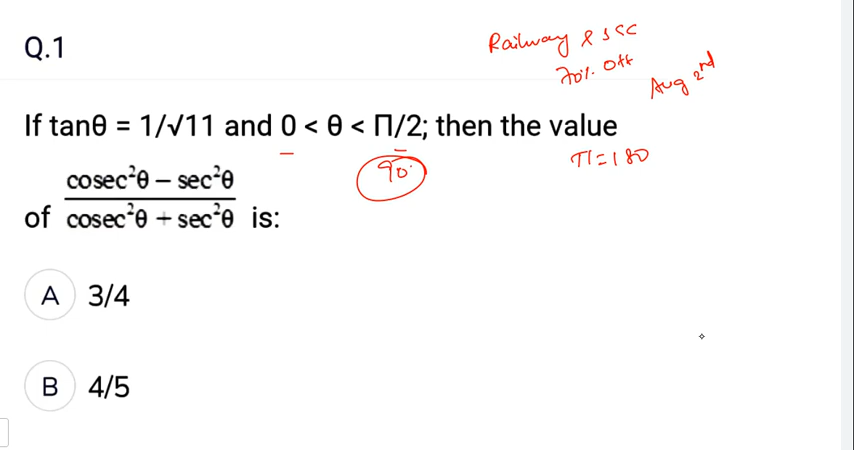 Q.1
Railway & SSC
70% Off
Aug 2nd
If tanθ = 1/√11 and 0 < θ < Π/2; then the value
90°
π=180
cosec²θ – sec²θ
of cosec²θ + sec²θ is:
A 3/4
B 4/5